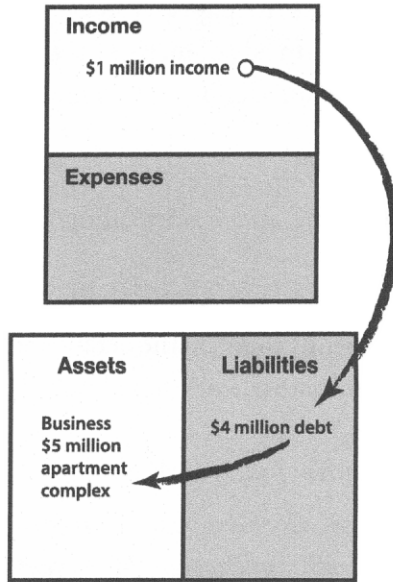 Income
$1 million income
Expenses
Assets
Business
$5 million
apartment
complex
Liabilities
$4 million debt